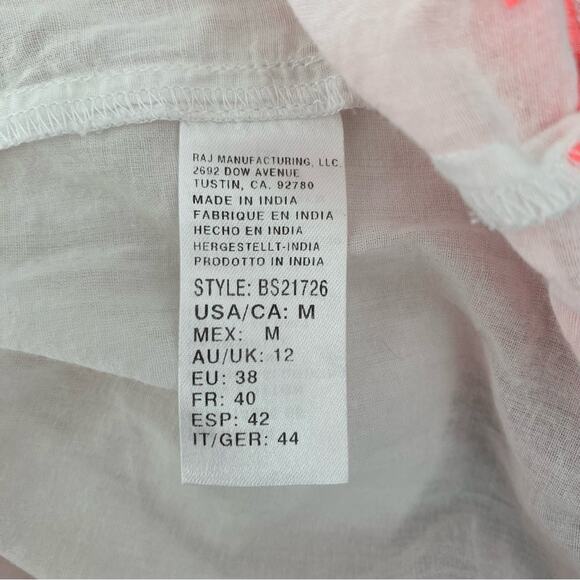 RAJ MANUFACTURING, LLC.
2692 DOW AVENUE
TUSTIN, CA. 92780
MADE IN INDIA
FABRIQUE EN INDIA
HECHO EN INDIA
HERGESTELLT-INDIA
PRODOTTO IN INDIA
STYLE: BS21726
USA/CA: M
MEX: M
AU/UK: 12
EU: 38
FR: 40
ESP: 42
IT/GER: 44